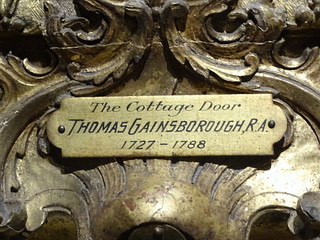 The Cottage Door
THOMAS GAINSBOROUGH, R.A.
1727 - 1788